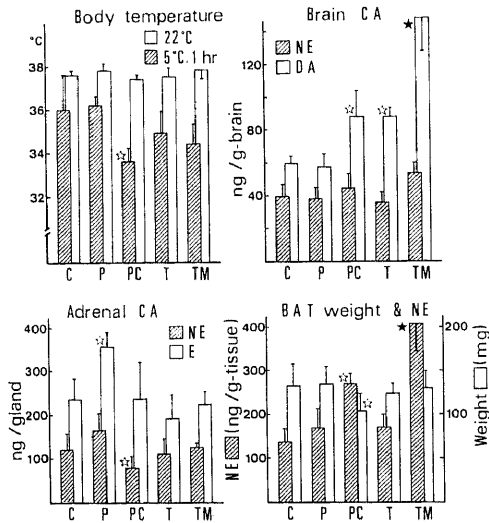 Body temperature
°C
22°C
5°C.1 hr
38
36
34
32
C P PC T TM
Brain CA
NE
DA
ng /g-brain
120
80
40
C P PC T TM
Adrenal CA
NE
E
ng /gland
400
300
200
100
C P PC T TM
BAT weight & NE
NE (ng /g-tissue)
400
300
200
100
200
100
Weight (mg)
C P PC T TM